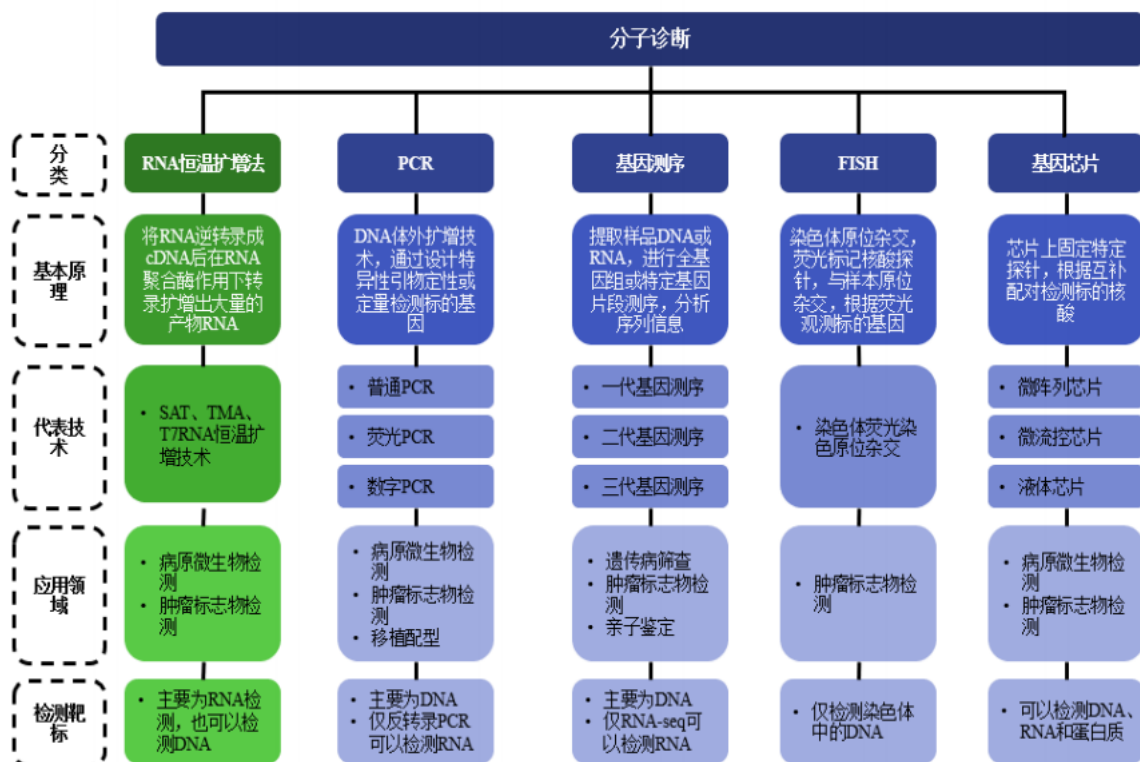 分子诊断
分
类
RNA恒温扩增法
PCR
基因测序
FISH
基因芯片
基本原
理
将RNA逆转录成
cDNA后在RNA
聚合酶作用下转
录扩增出大量的
产物RNA
DNA体外扩增技
术，通过设计特
异性引物定性或
定量检测标的基
因
提取样品DNA或
RNA，进行全基
因组或特定基因
片段测序，分析
序列信息
染色体原位杂交，
荧光标记核酸探
针，与样本原位
杂交，根据荧光
观测标的基因
芯片上固定特定
探针，根据互补
配对检测标的核
酸
代表技
术
• SAT、TMA、
T7RNA恒温扩
增技术
• 普通PCR
• 荧光PCR
• 数字PCR
• 一代基因测序
• 二代基因测序
• 三代基因测序
• 染色体荧光染
色原位杂交
• 微阵列芯片
• 微流控芯片
• 液体芯片
应用领
域
• 病原微生物检
测
• 肿瘤标志物检
测
• 病原微生物检
测
• 肿瘤标志物检
测
• 移植配型
• 遗传病筛查
• 肿瘤标志物检
测
• 亲子鉴定
• 肿瘤标志物检
测
• 病原微生物检
测
• 肿瘤标志物检
测
检测靶
标
• 主要为RNA检
测，也可以检
测DNA
• 主要为DNA
• 仅反转录PCR
可以检测RNA
• 主要为DNA
• 仅RNA-seq可
以检测RNA
• 仅检测染色体
中的DNA
• 可以检测DNA、
RNA和蛋白质